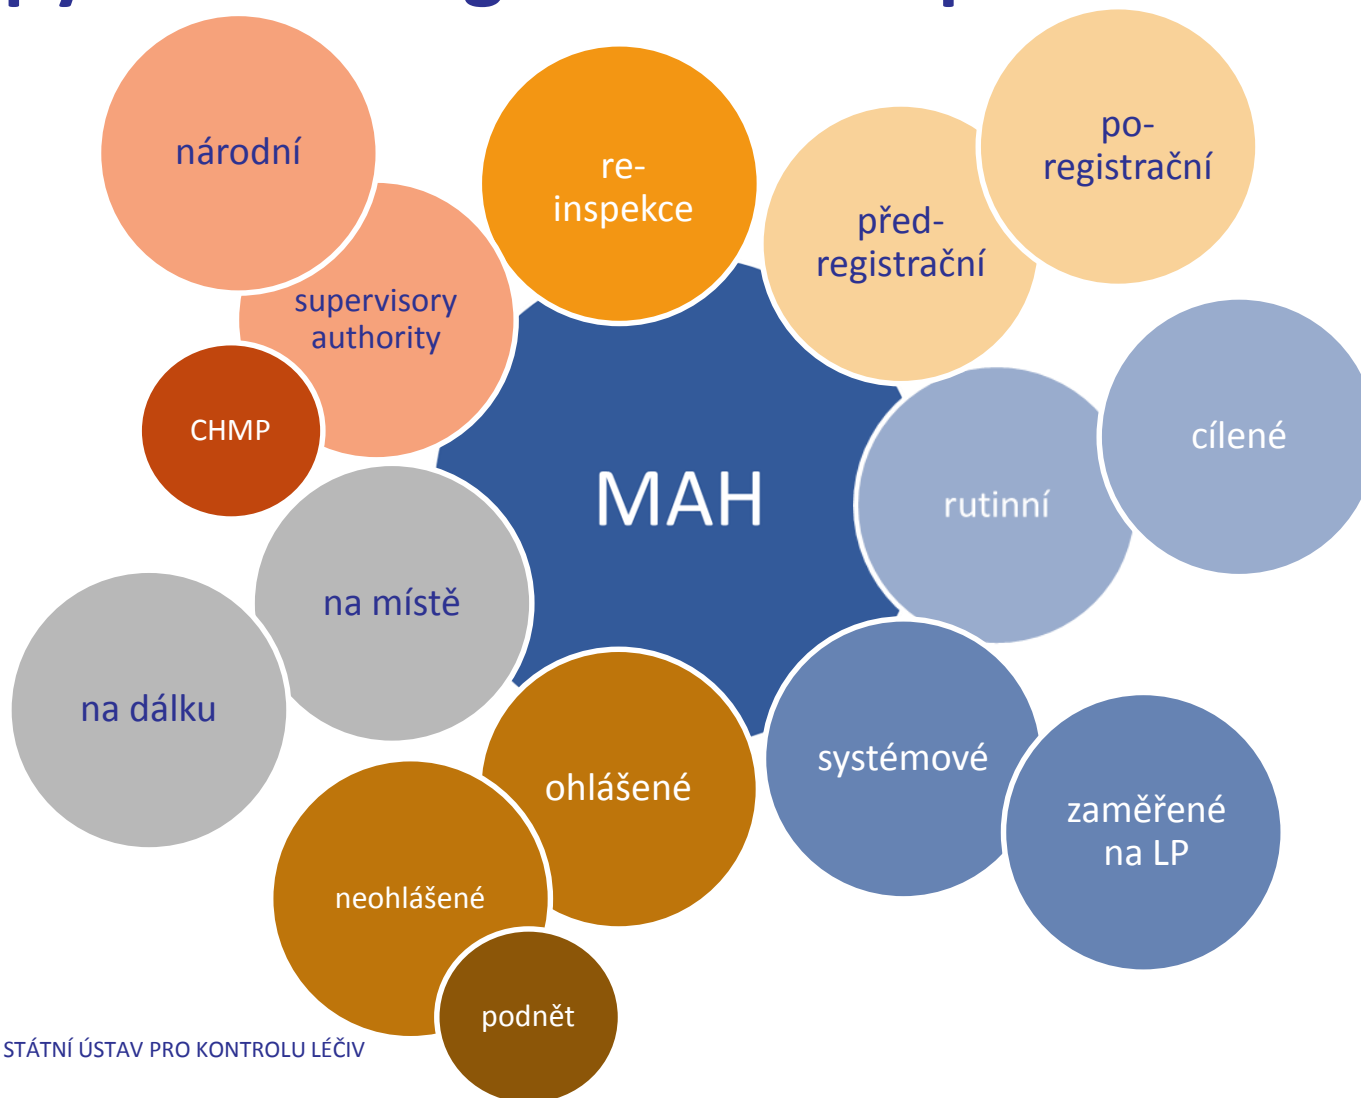 národní
re-
inspekce
před-
registrační
po-
registrační
supervisory
authority
CHMP
MAH
rutinní
cílené
na místě
na dálku
ohlášené
systémové
zaměřené
na LP
neohlášené
podnět
STÁTNÍ ÚSTAV PRO KONTROLU LÉČIV